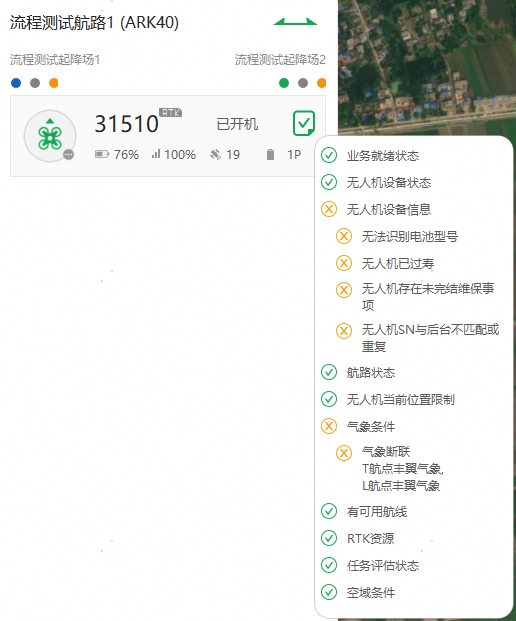 流程测试航路1 (ARK40)
流程测试起降场1
流程测试起降场2
31510
RTK
已开机
76%
100%
19
1P
业务就绪状态
无人机设备状态
无人机设备信息
无法识别电池型号
无人机已过寿
无人机存在未完结维保事
项
无人机SN与后台不匹配或
重复
航路状态
无人机当前位置限制
气象条件
气象断联
T航点丰翼气象,
L航点丰翼气象
有可用航线
RTK资源
任务评估状态
空域条件